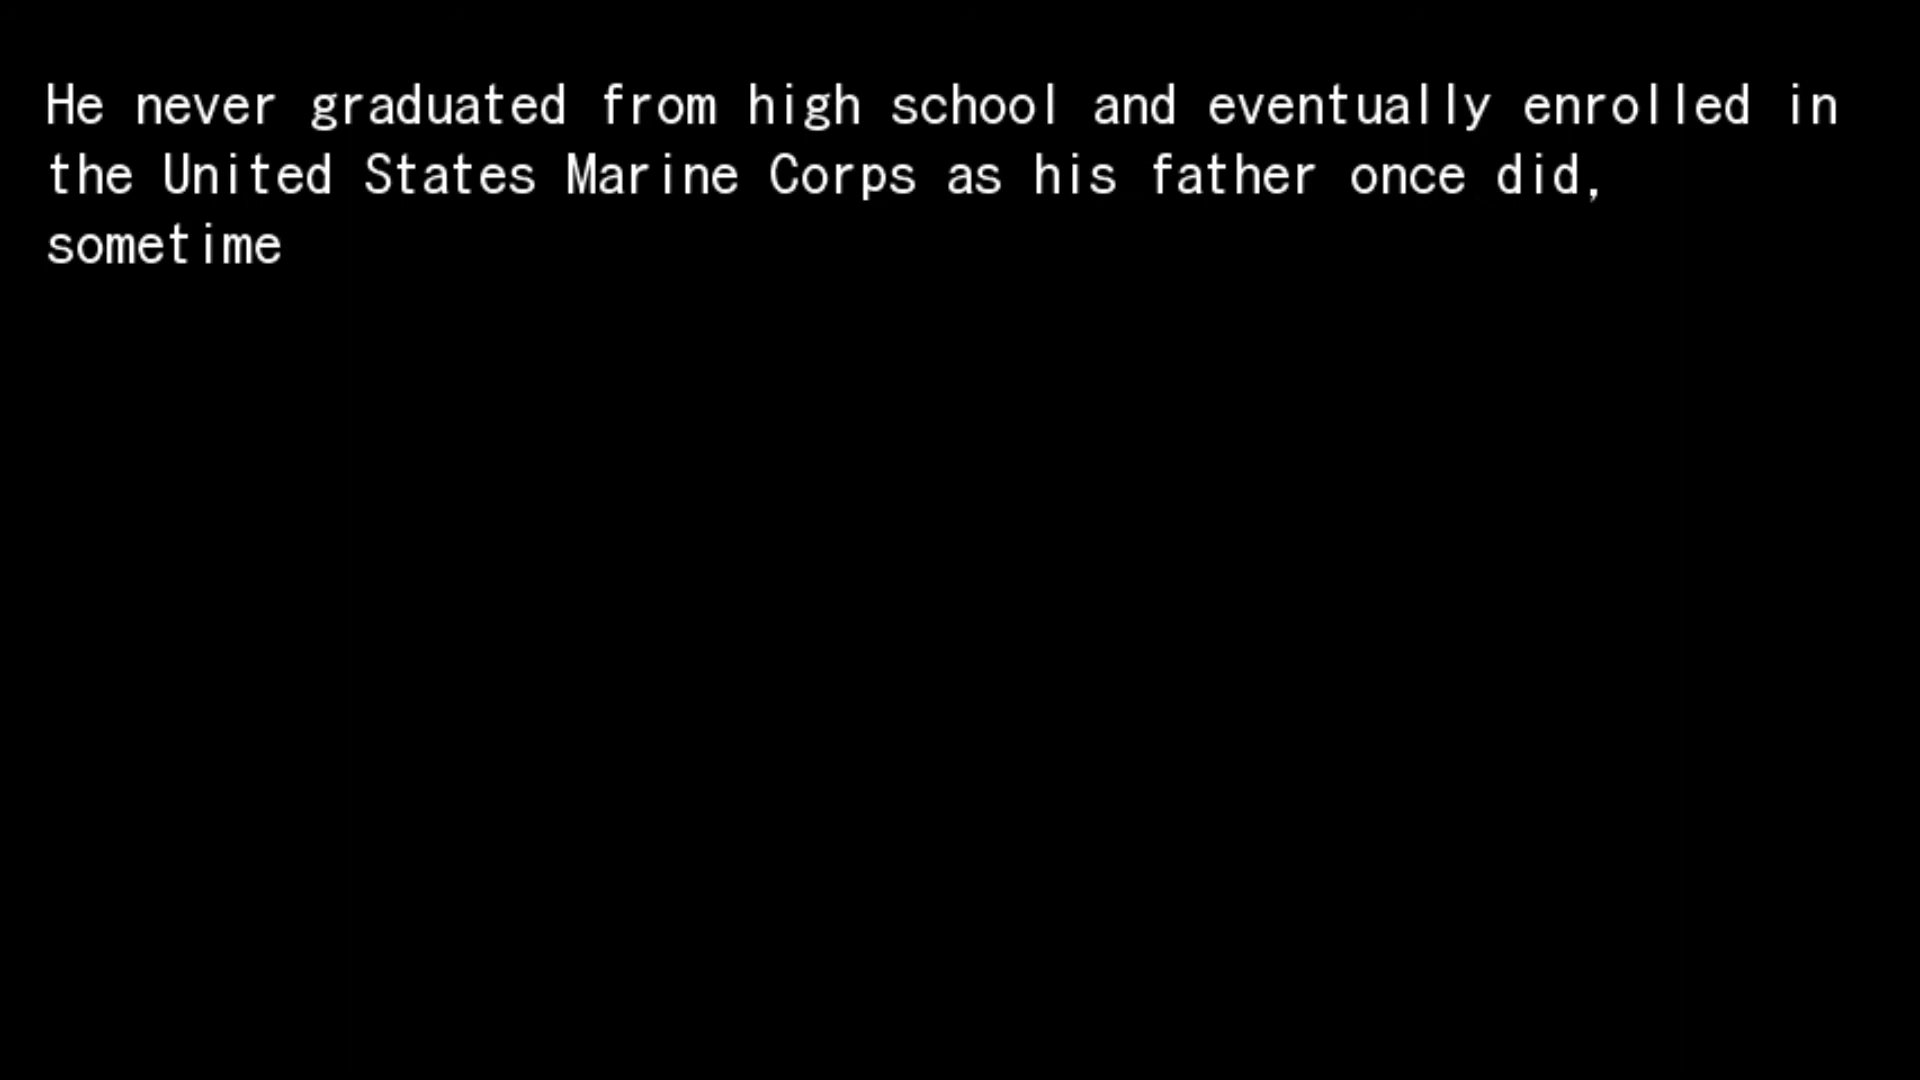 He never graduated from high school and eventually enrolled in
the United States Marine Corps as his father once did,
sometime